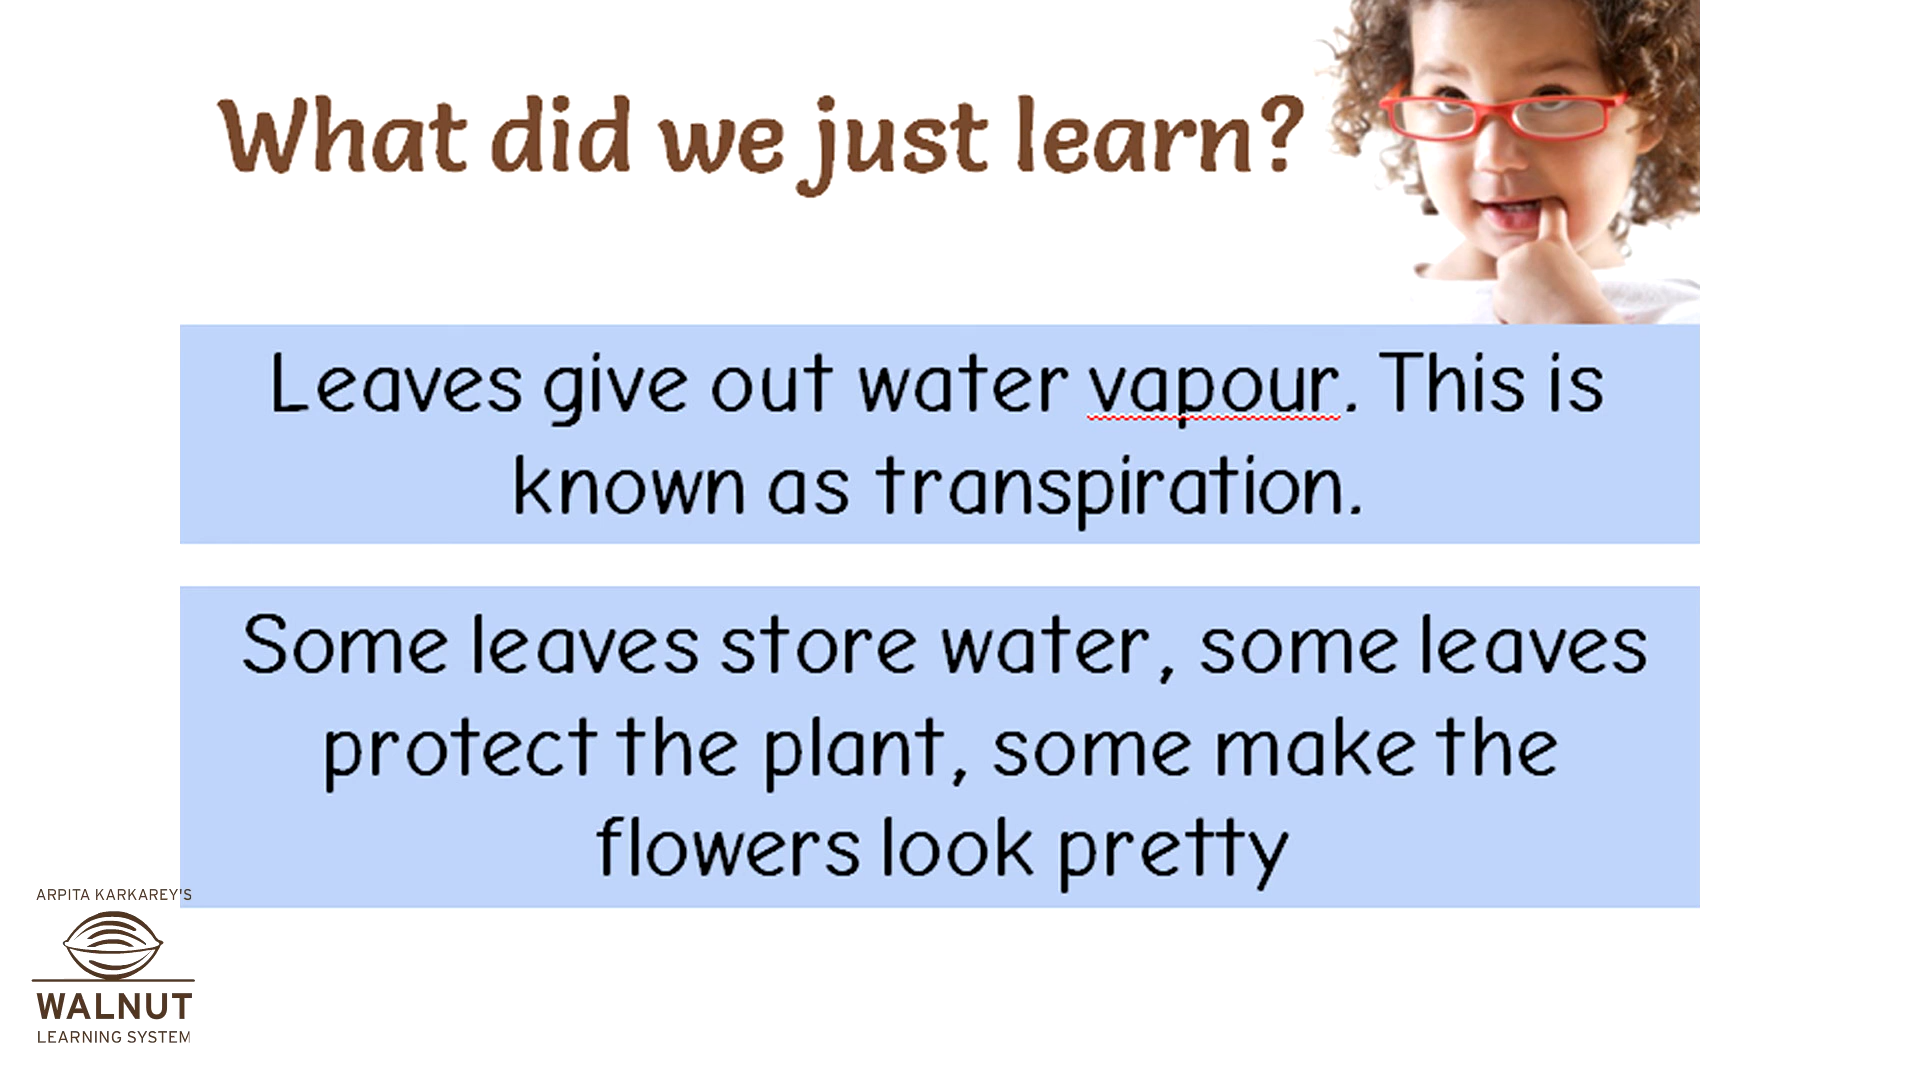 What did we just learn?
Leaves give out water vapour. This is
known as transpiration.
Some leaves store water, some leaves
protect the plant, some make the
flowers look pretty
ARPITA KARKAREY'S
WALNUT
LEARNING SYSTEM